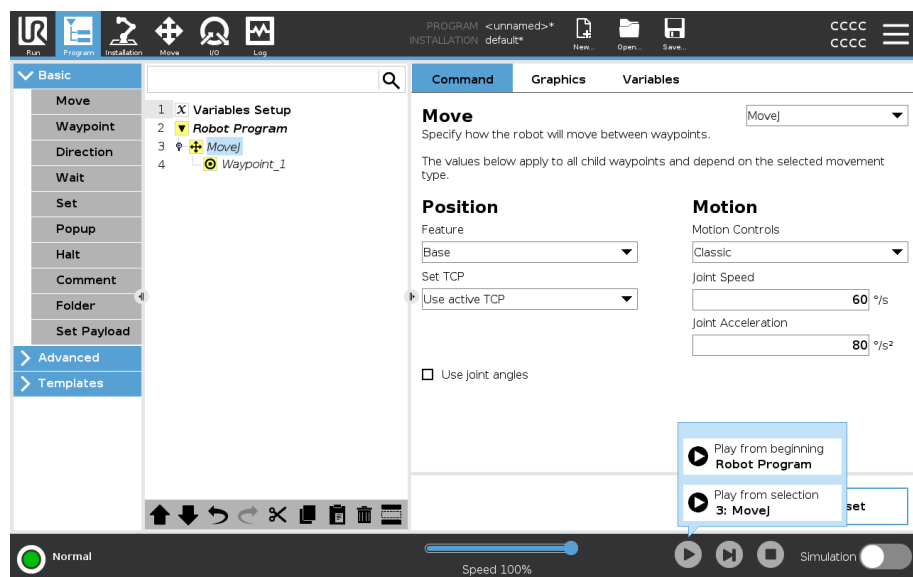 UR
PROGRAM <unnamed>*
INSTALLATION default*
CCCC
CCCC
Run Program Installation Move I/O Log New... Open... Save...
Basic
Move
Waypoint
Direction
Wait
Set
Popup
Halt
Comment
Folder
Set Payload
Advanced
Templates
1 X Variables Setup
2 Robot Program
3 MoveJ
4 Waypoint_1
Command Graphics Variables
Move
MoveJ
Specify how the robot will move between waypoints.
The values below apply to all child waypoints and depend on the selected movement
type.
Position
Feature
Base
Set TCP
Use active TCP
Use joint angles
Motion
Motion Controls
Classic
Joint Speed
60 °/s
Joint Acceleration
80 °/s²
Play from beginning
Robot Program
Play from selection
3: MoveJ
set
Normal
Speed 100%
Simulation